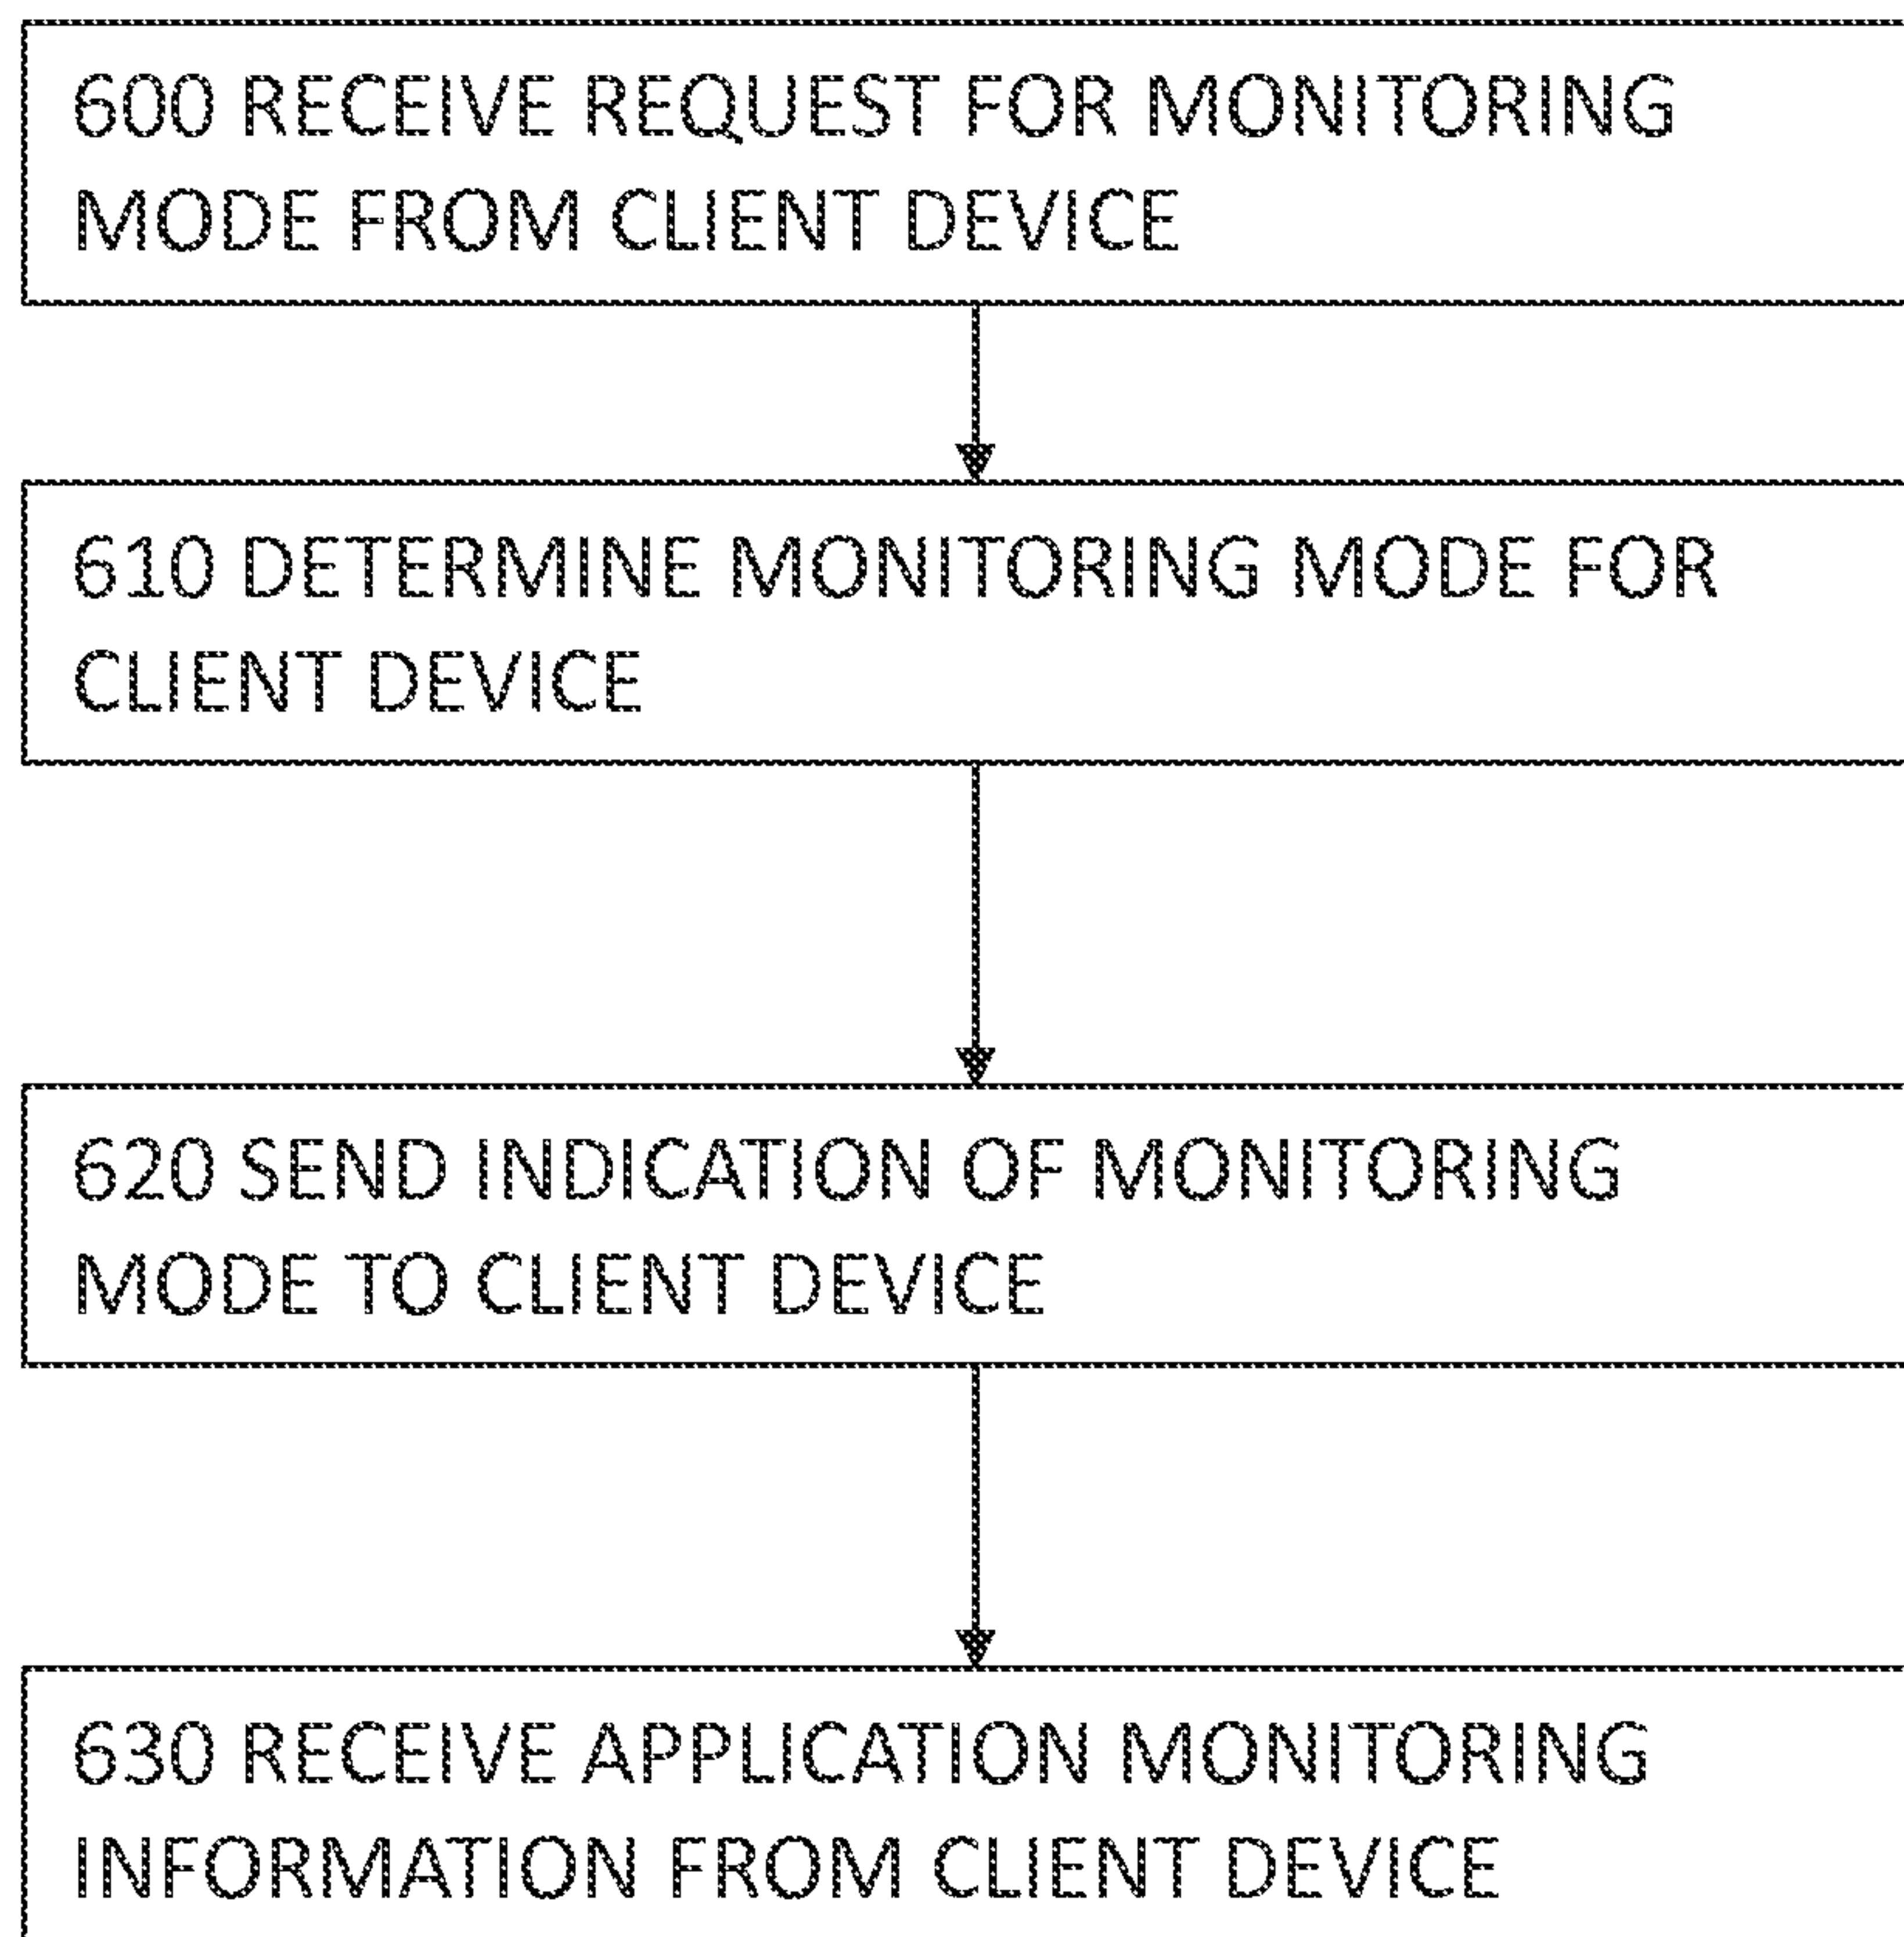 600 RECEIVE REQUEST FOR MONITORING
MODE FROM CLIENT DEVICE
610 DETERMINE MONITORING MODE FOR
CLIENT DEVICE
620 SEND INDICATION OF MONITORING
MODE TO CLIENT DEVICE
630 RECEIVE APPLICATION MONITORING
INFORMATION FROM CLIENT DEVICE